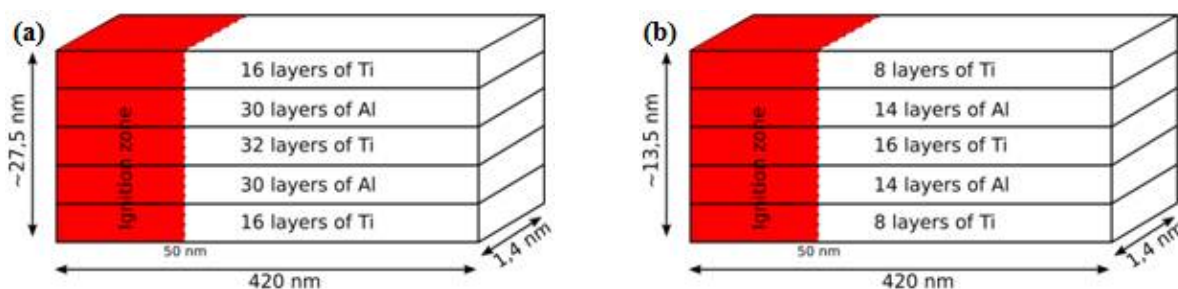 (a)
~27,5 nm
Ignition zone
16 layers of Ti
30 layers of Al
32 layers of Ti
30 layers of Al
16 layers of Ti
50 nm
420 nm
1,4 nm
(b)
~13,5 nm
Ignition zone
8 layers of Ti
14 layers of Al
16 layers of Ti
14 layers of Al
8 layers of Ti
50 nm
420 nm
1,4 nm